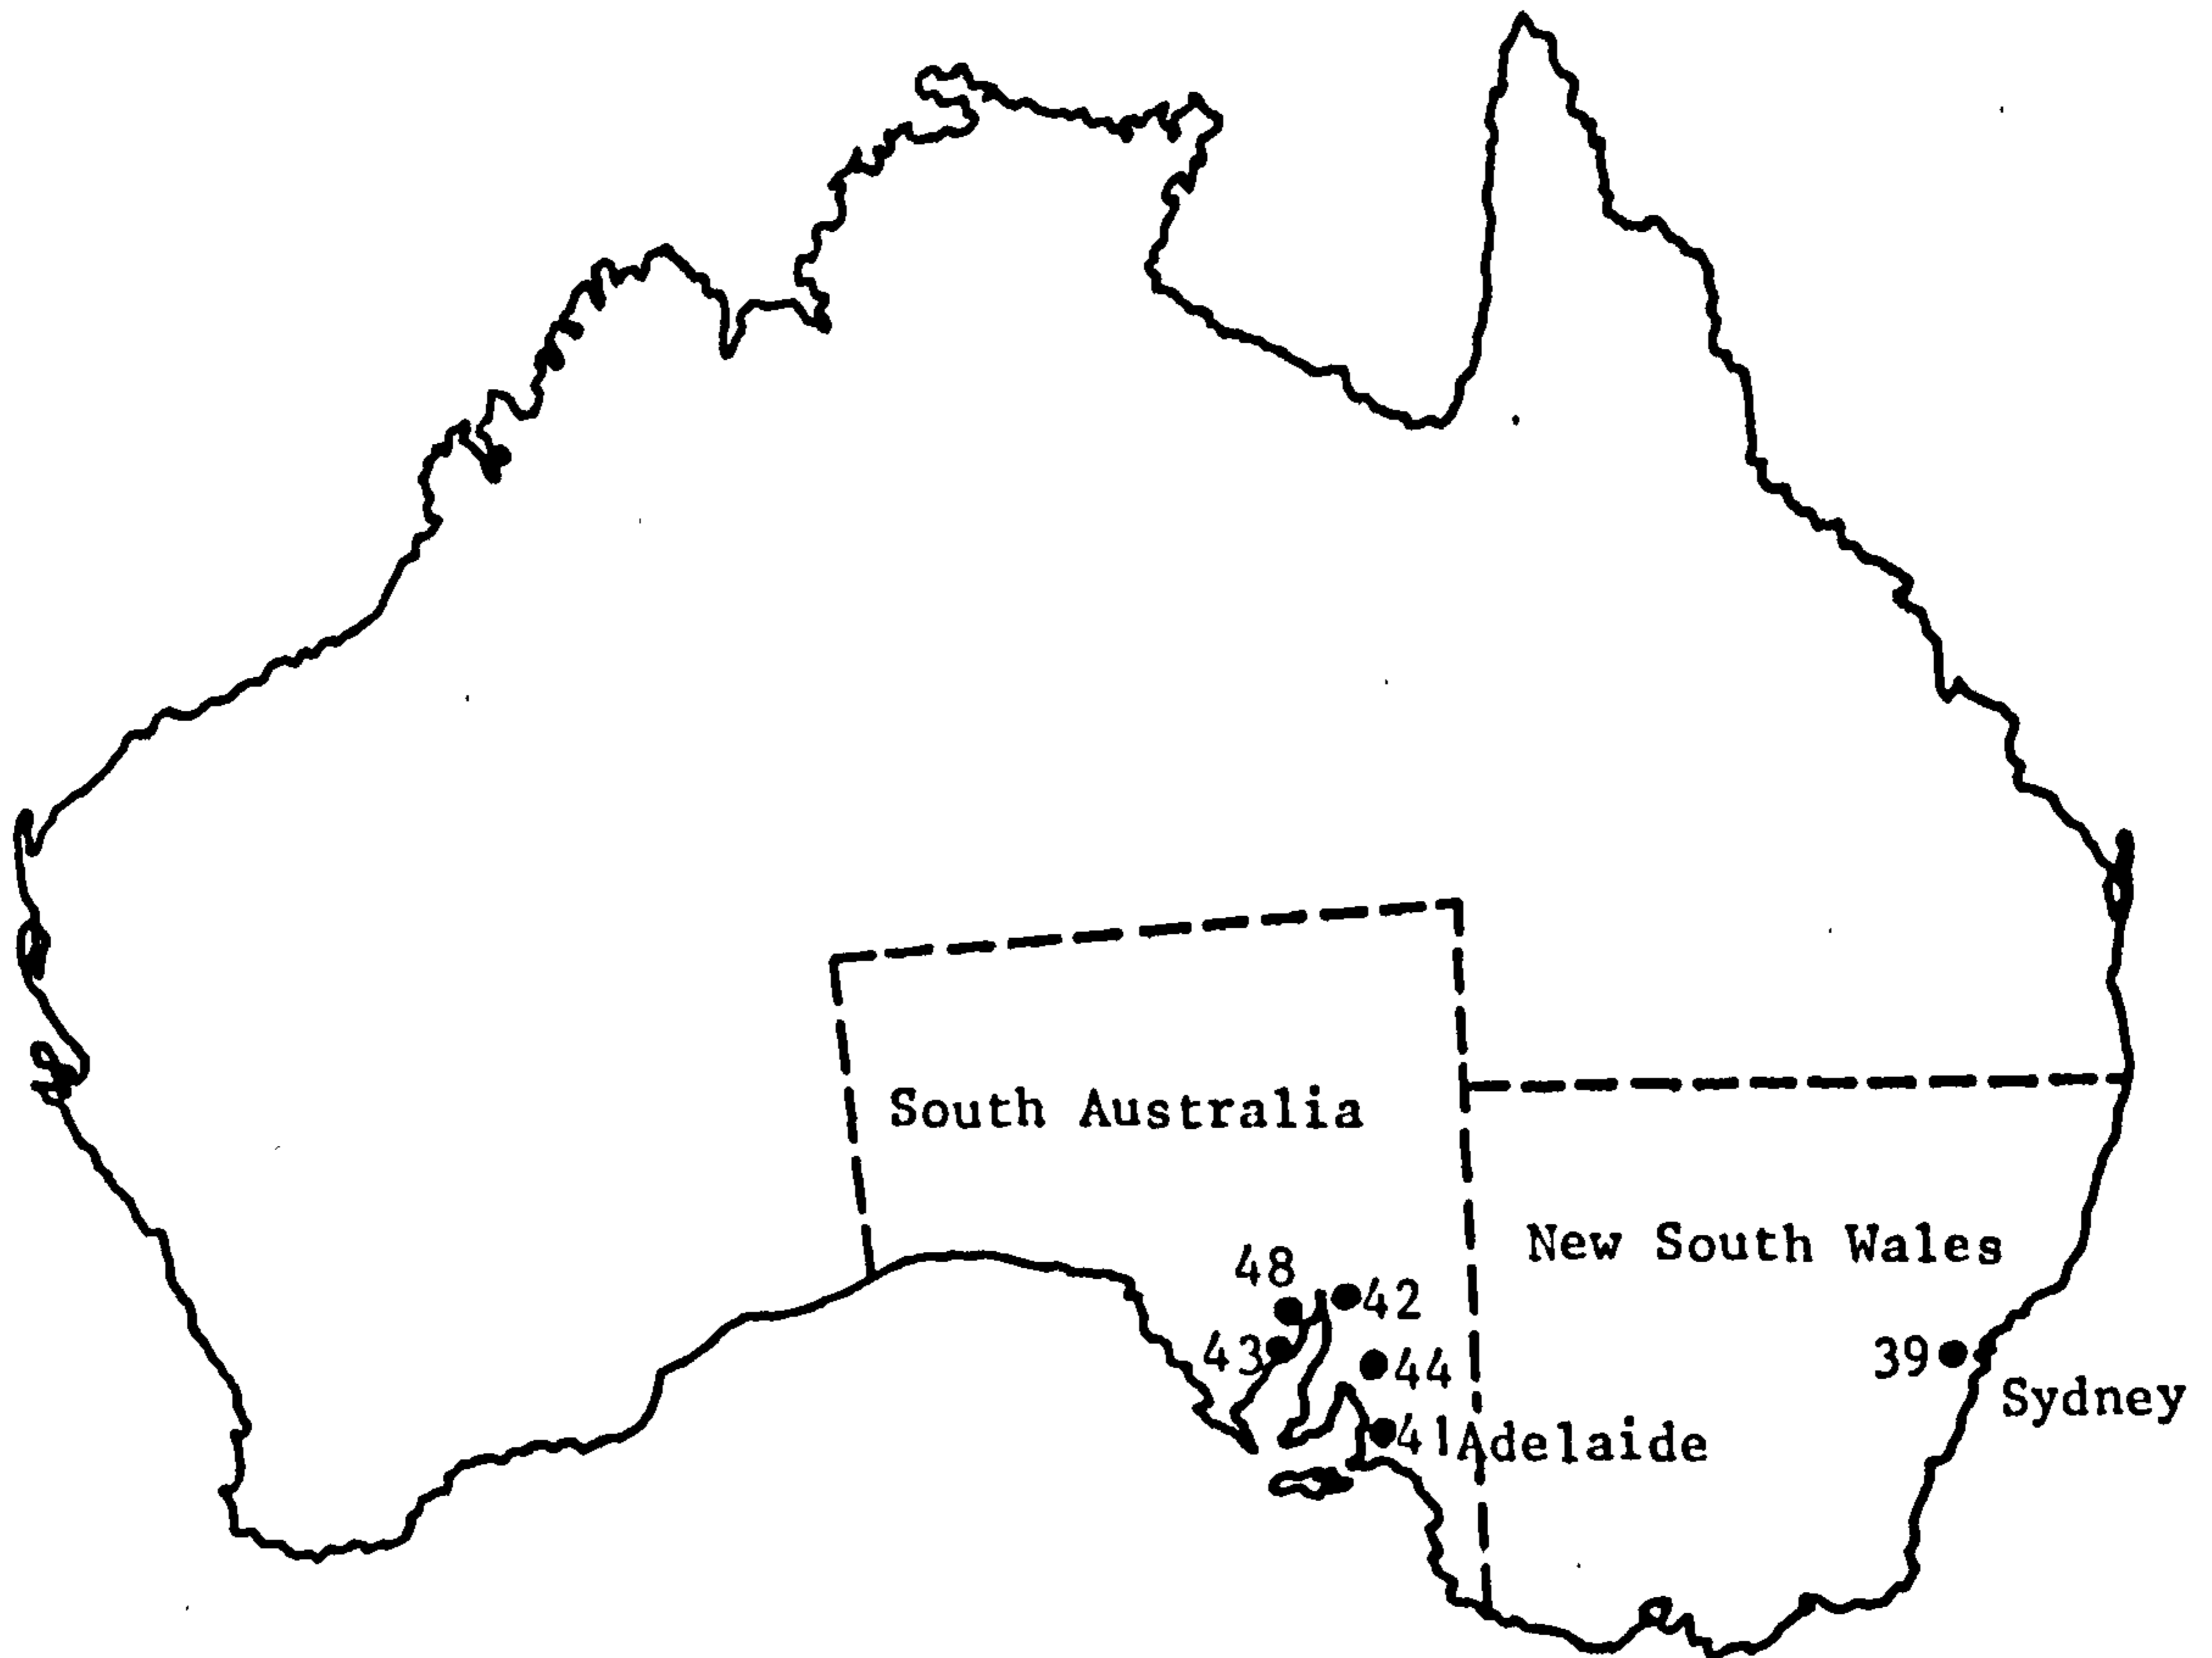 South Australia
New South Wales
48
42
43
44
39
Sydney
41 Adelaide